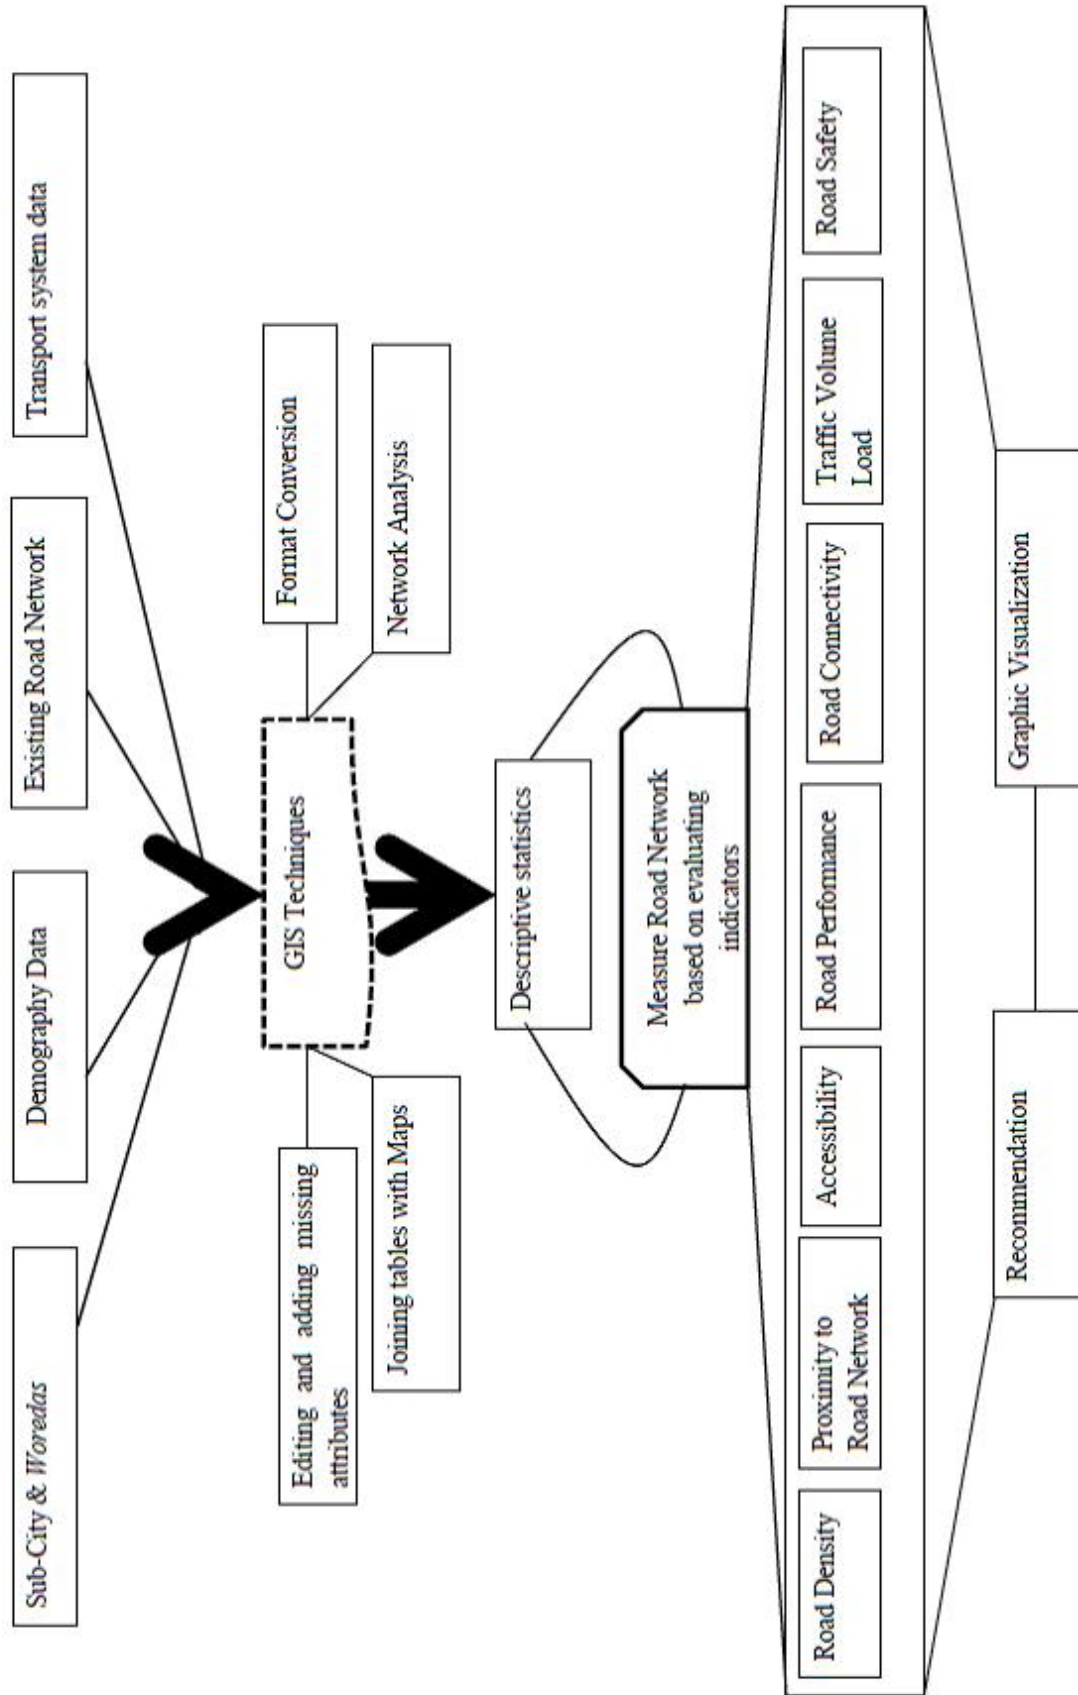 Sub-City & Woredas
Demography Data
Existing Road Network
Transport system data
GIS Techniques
Editing and adding missing
attributes
Joining tables with Maps
Format Conversion
Network Analysis
Descriptive statistics
Measure Road Network
based on evaluating
indicators
Road Density
Proximity to
Road Network
Accessibility
Road Performance
Road Connectivity
Traffic Volume
Load
Road Safety
Recommendation
Graphic Visualization